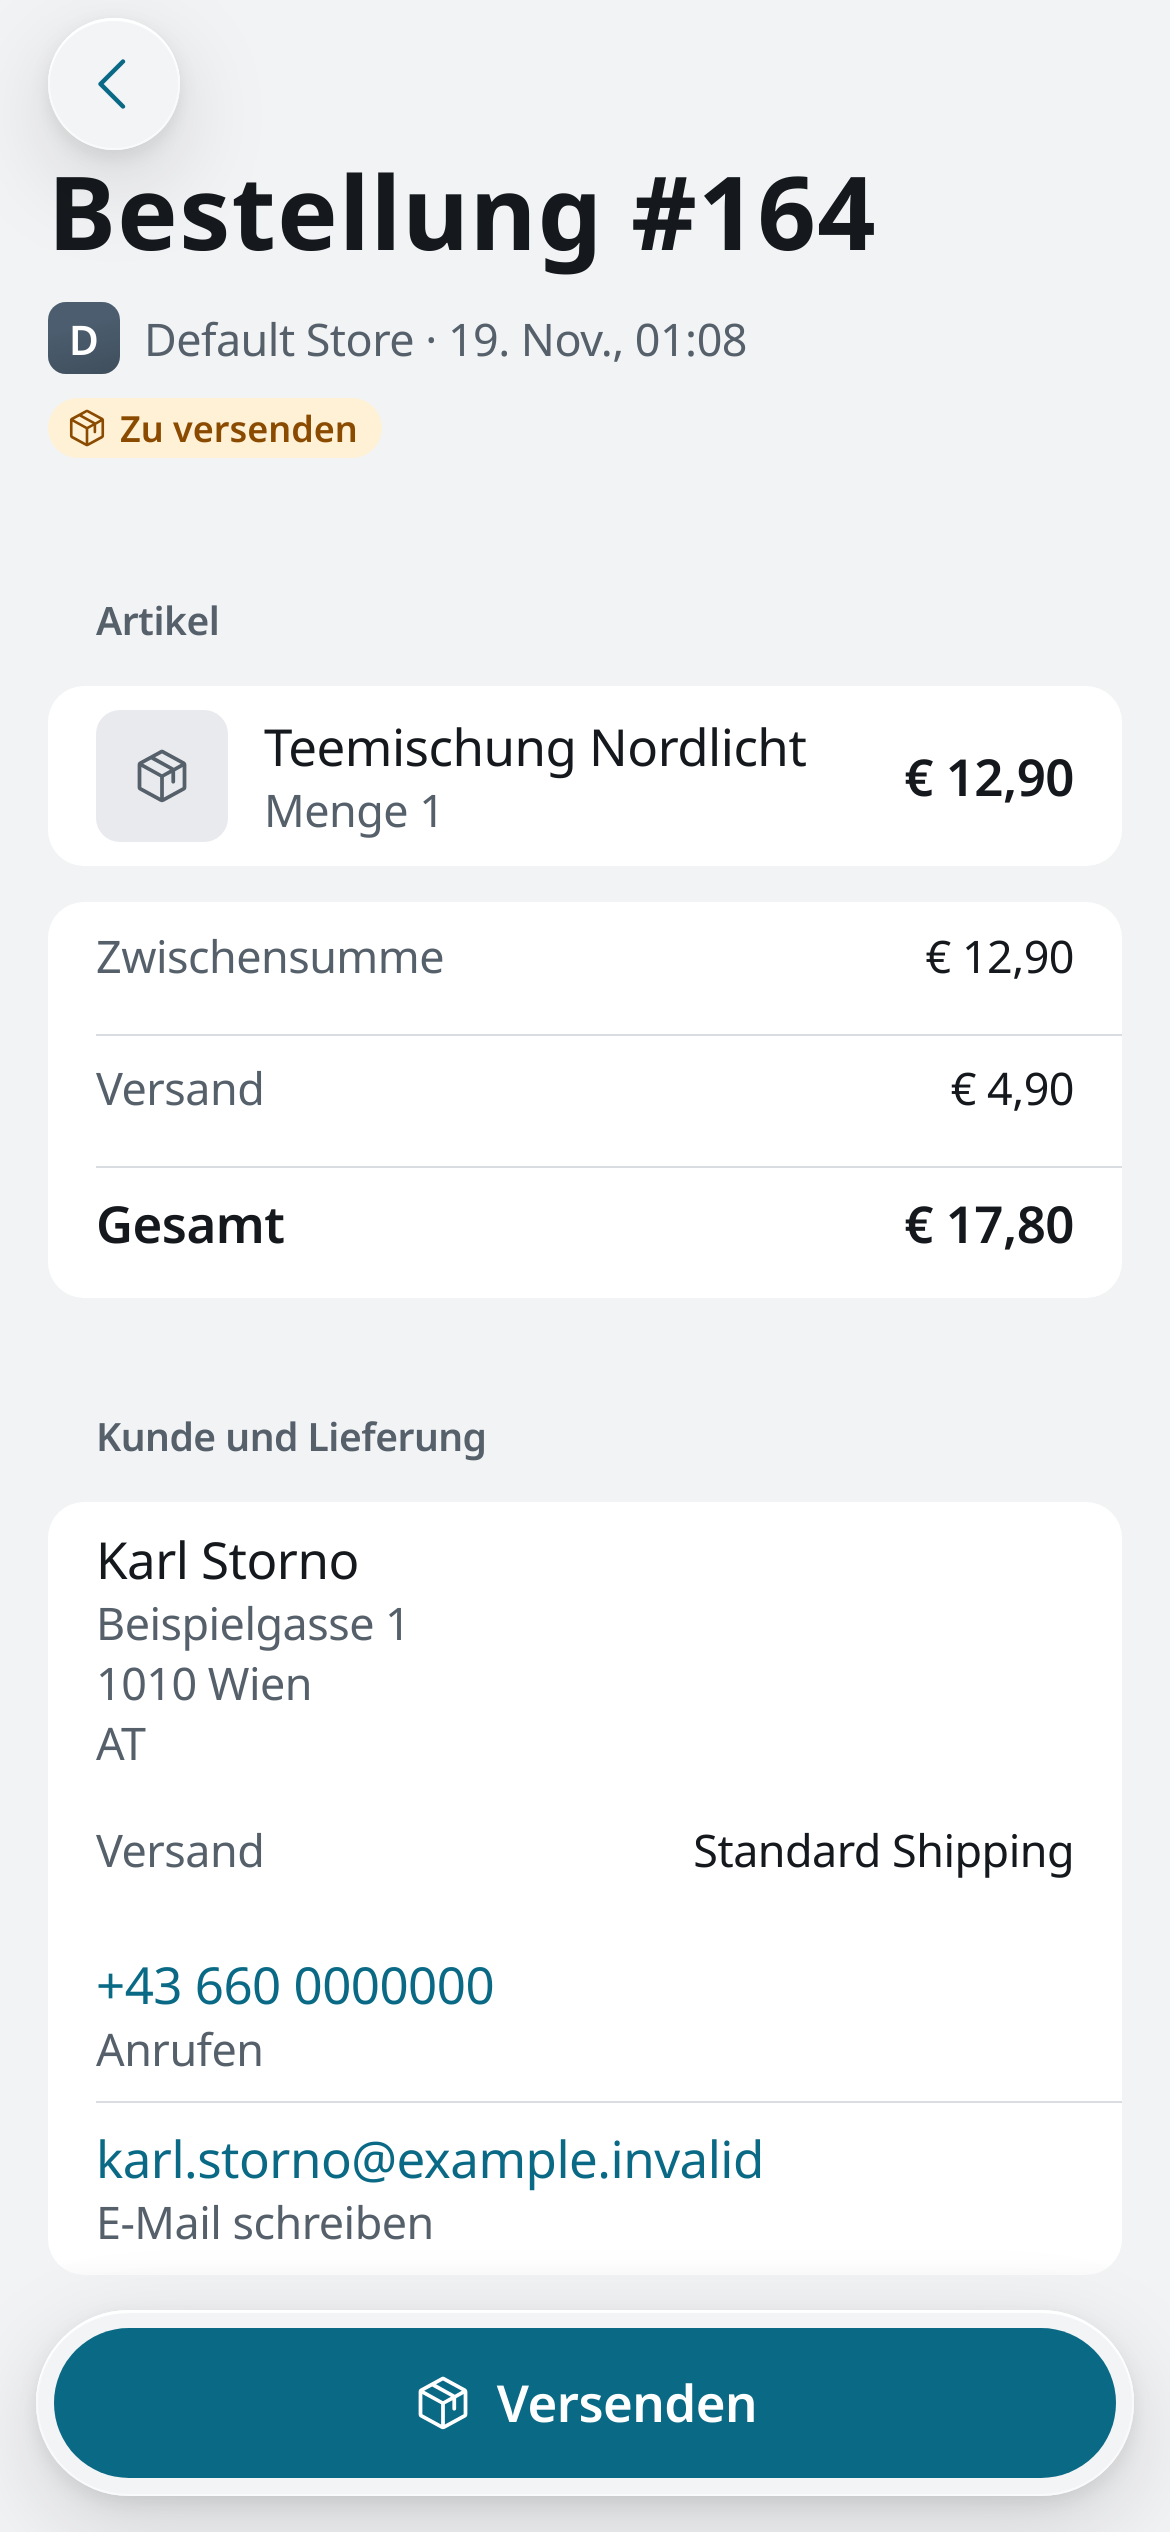 Bestellung #164
D Default Store · 19. Nov., 01:08
Zu versenden
Artikel
Teemischung Nordlicht
Menge 1
€ 12,90
Zwischensumme € 12,90
Versand € 4,90
Gesamt € 17,80
Kunde und Lieferung
Karl Storno
Beispielgasse 1
1010 Wien
AT
Versand Standard Shipping
+43 660 0000000
Anrufen
karl.storno@example.invalid
E-Mail schreiben
Versenden